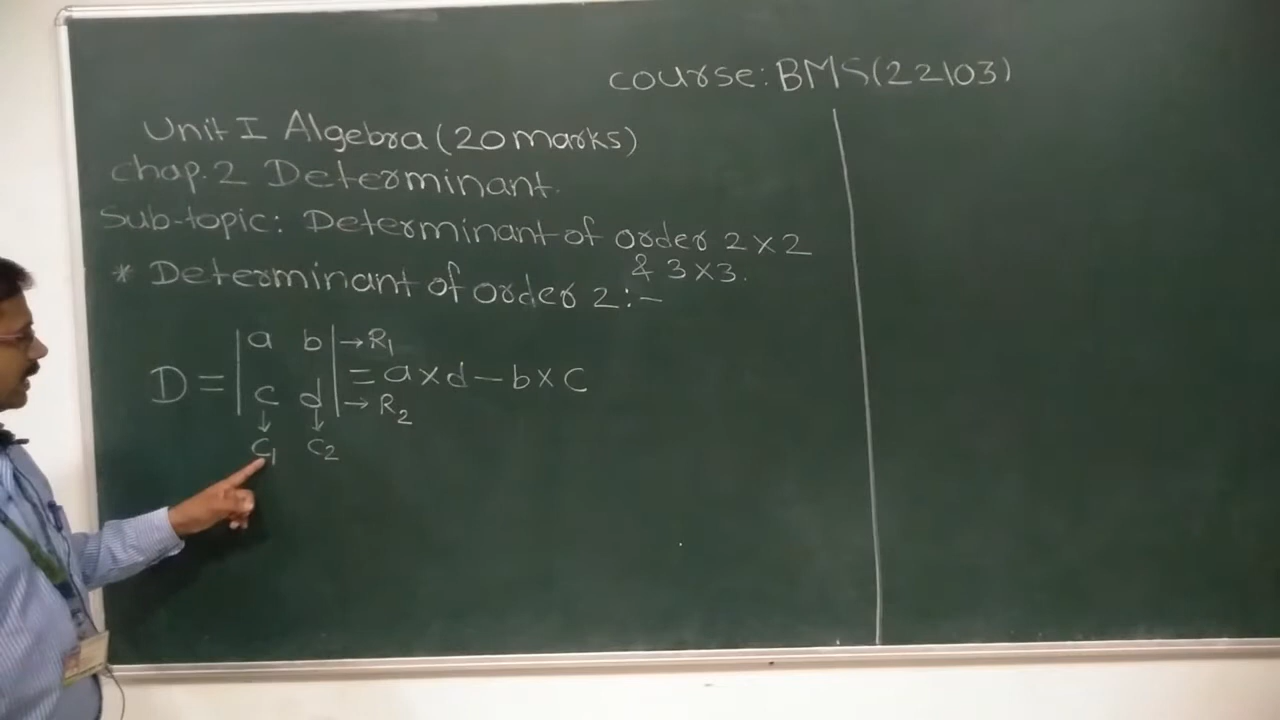 course: BMS(22103)
Unit I Algebra (20 marks)
chap. 2 Determinant.
Sub-topic: Determinant of order 2×2
& 3×3.
* Determinant of order 2:-
a b → R1
D = = a×d - b×c
c d → R2
↓ ↓
C1 C2